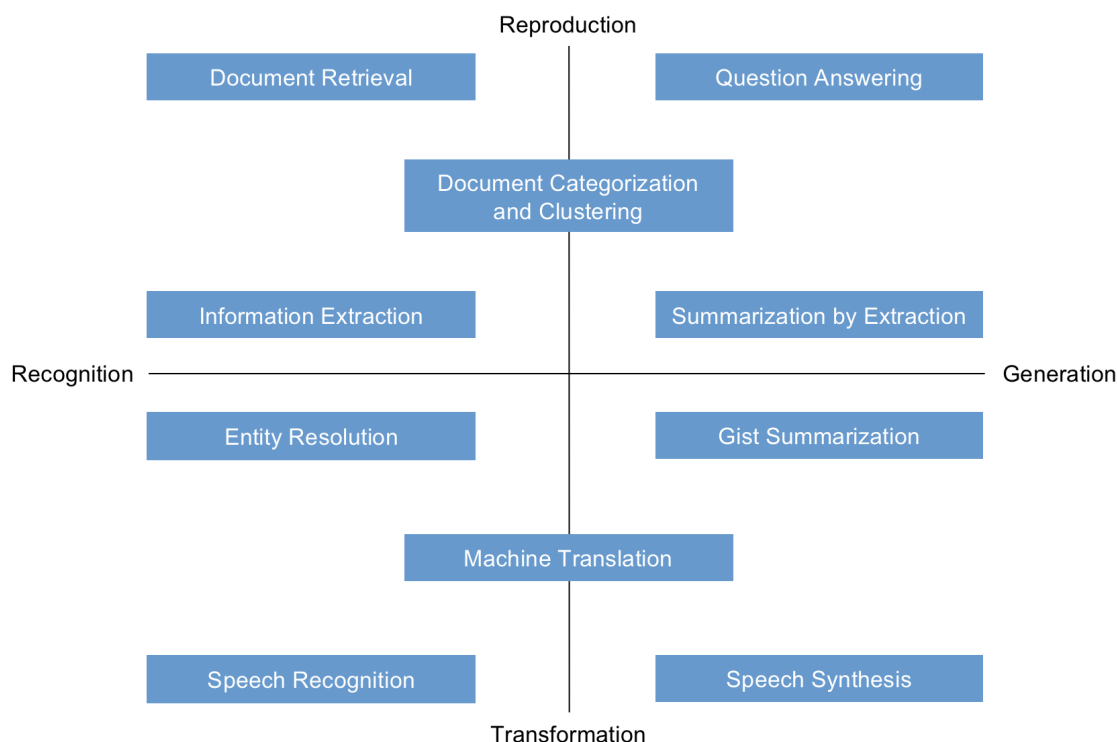 Reproduction
Document Retrieval
Question Answering
Document Categorization
and Clustering
Information Extraction
Summarization by Extraction
Recognition
Generation
Entity Resolution
Gist Summarization
Machine Translation
Speech Recognition
Speech Synthesis
Transformation